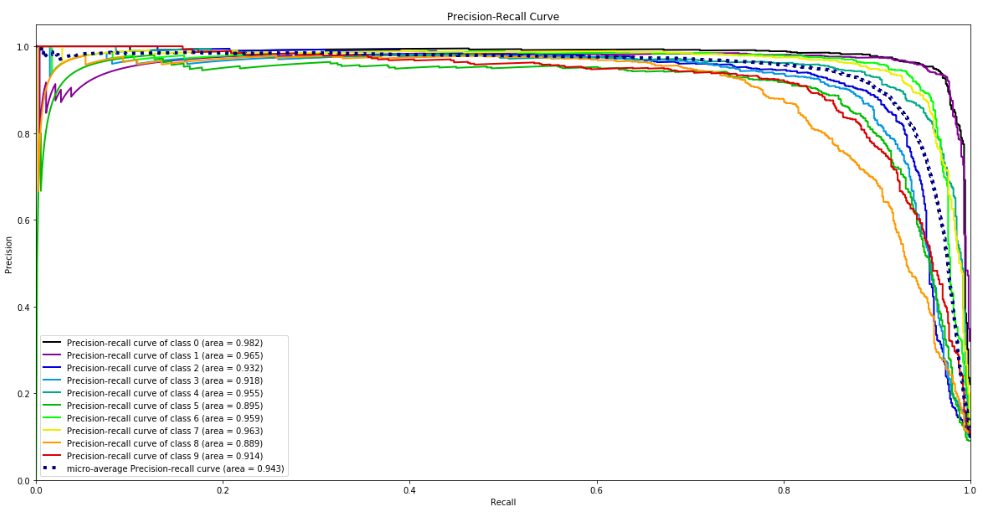 Precision-Recall Curve
Precision
1.0
0.8
0.6
0.4
0.2
0.0
Precision-recall curve of class 0 (area = 0.982)
Precision-recall curve of class 1 (area = 0.965)
Precision-recall curve of class 2 (area = 0.932)
Precision-recall curve of class 3 (area = 0.918)
Precision-recall curve of class 4 (area = 0.955)
Precision-recall curve of class 5 (area = 0.895)
Precision-recall curve of class 6 (area = 0.959)
Precision-recall curve of class 7 (area = 0.963)
Precision-recall curve of class 8 (area = 0.889)
Precision-recall curve of class 9 (area = 0.914)
micro-average Precision-recall curve (area = 0.943)
0.0 0.2 0.4 0.6 0.8 1.0
Recall